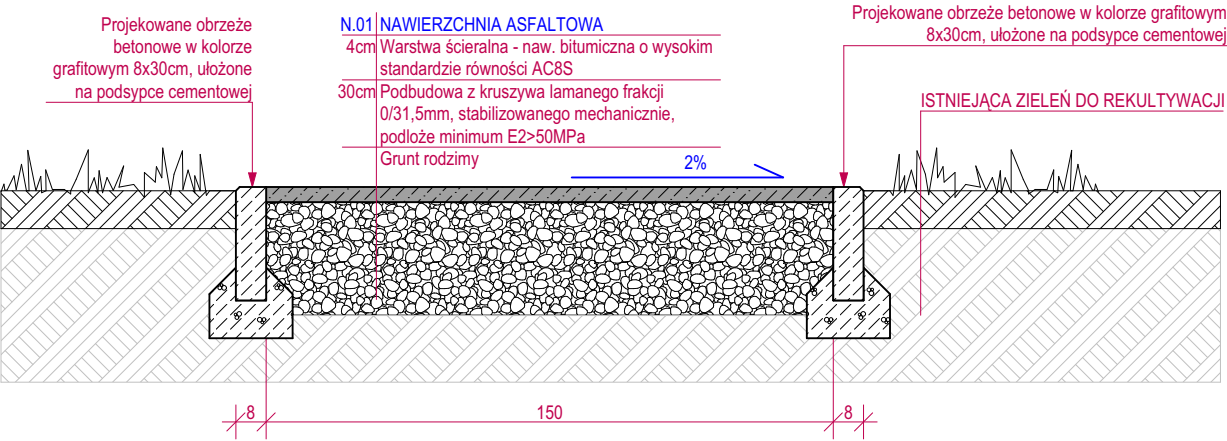 Projekowane obrzeże
betonowe w kolorze
grafitowym 8x30cm, ułożone
na podsypce cementowej
N.01 NAWIERZCHNIA ASFALTOWA
4cm Warstwa ścieralna - naw. bitumiczna o wysokim
standardzie równości AC8S
30cm Podbudowa z kruszywa lamanego frakcji
0/31,5mm, stabilizowanego mechanicznie,
podloże minimum E2>50MPa
Grunt rodzimy
2%
Projekowane obrzeże betonowe w kolorze grafitowym
8x30cm, ułożone na podsypce cementowej
ISTNIEJĄCA ZIELEŃ DO REKULTYWACJI
8
150
8